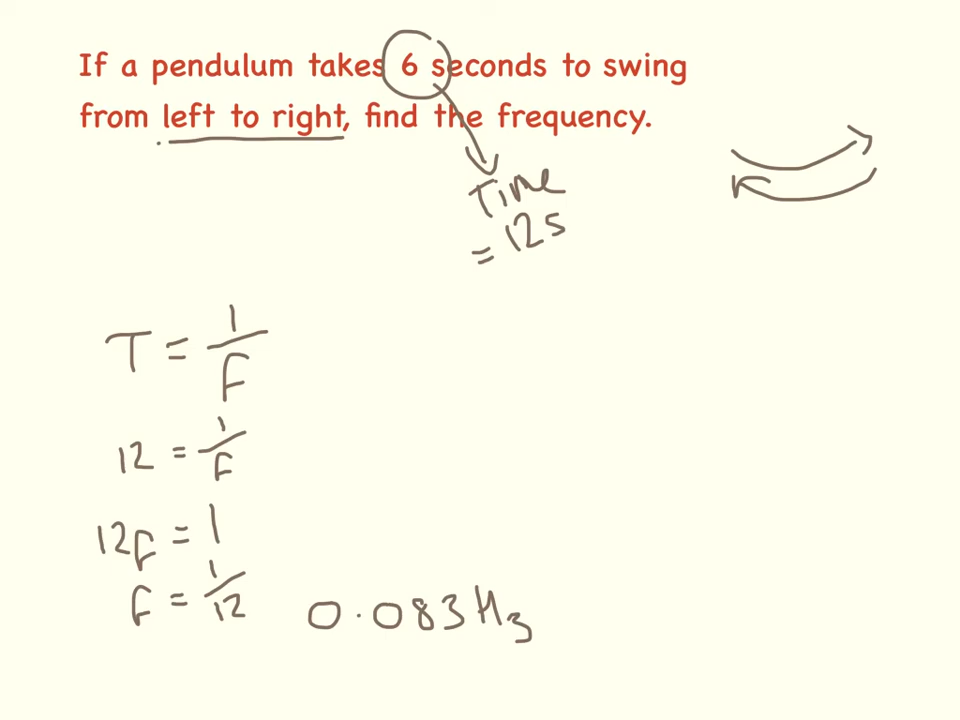 If a pendulum takes 6 seconds to swing
from left to right, find the frequency.
Time
= 12s
T = 1/F
12 = 1/F
12F = 1
F = 1/12
0.083Hz